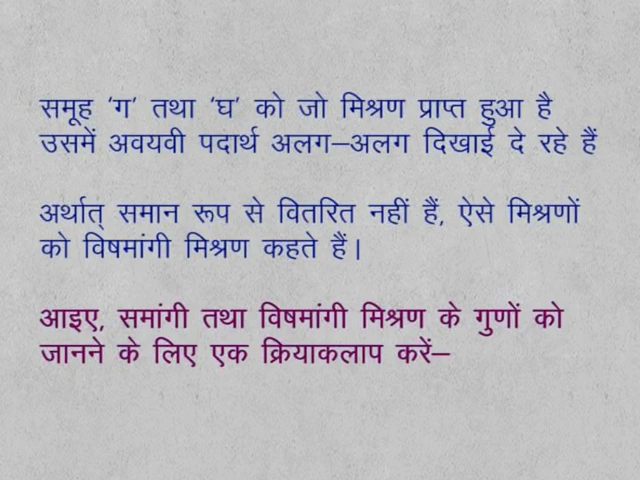 समूह ‘ग’ तथा ‘घ’ को जो मिश्रण प्राप्त हुआ है
उसमें अवयवी पदार्थ अलग–अलग दिखाई दे रहे हैं
अर्थात् समान रूप से वितरित नहीं हैं, ऐसे मिश्रणों
को विषमांगी मिश्रण कहते हैं।
आइए, समांगी तथा विषमांगी मिश्रण के गुणों को
जानने के लिए एक क्रियाकलाप करें–